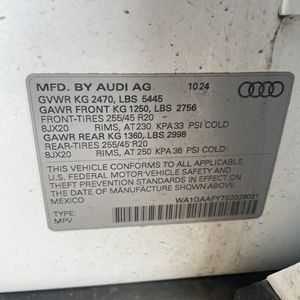 MFD. BY AUDI AG 10 24
GVWR KG 2470, LBS 5445
GAWR FRONT KG 1250, LBS 2756
FRONT-TIRES 255/45 R20
8JX20 RIMS, AT 230 KPA 33 PSI COLD
GAWR REAR KG 1360, LBS 2998
REAR-TIRES 255/45 R20
8JX20 RIMS, AT 250 KPA 36 PSI COLD
THIS VEHICLE CONFORMS TO ALL APPLICABLE
U.S. FEDERAL MOTOR VEHICLE SAFETY
AND THEFT PREVENTION STANDARDS IN EFFECT ON
THE DATE OF MANUFACTURE SHOWN ABOVE.
MEXICO WA1GAAFY7S2026031
TYPE:
MPV